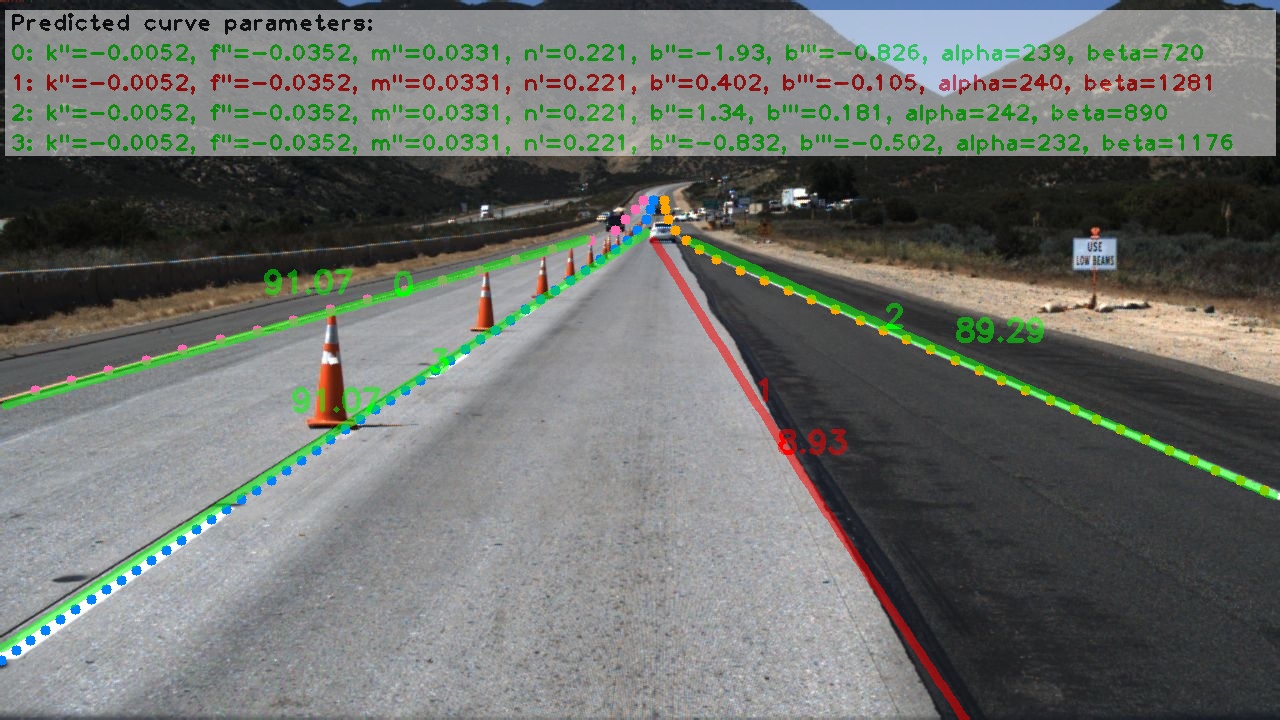 Predicted curve parameters:
0: k''=-0.0052, f''=-0.0352, m''=0.0331, n'=0.221, b''=-1.93, b'''=-0.826, alpha=239, beta=720
1: k''=-0.0052, f''=-0.0352, m''=0.0331, n'=0.221, b''=0.402, b'''=-0.105, alpha=240, beta=1281
2: k''=-0.0052, f''=-0.0352, m''=0.0331, n'=0.221, b''=1.34, b'''=0.181, alpha=242, beta=890
3: k''=-0.0052, f''=-0.0352, m''=0.0331, n'=0.221, b''=-0.832, b'''=-0.502, alpha=232, beta=1176
USE
LOW BEAMS
91.07 0
2 89.29
3
91.07
1
8.93